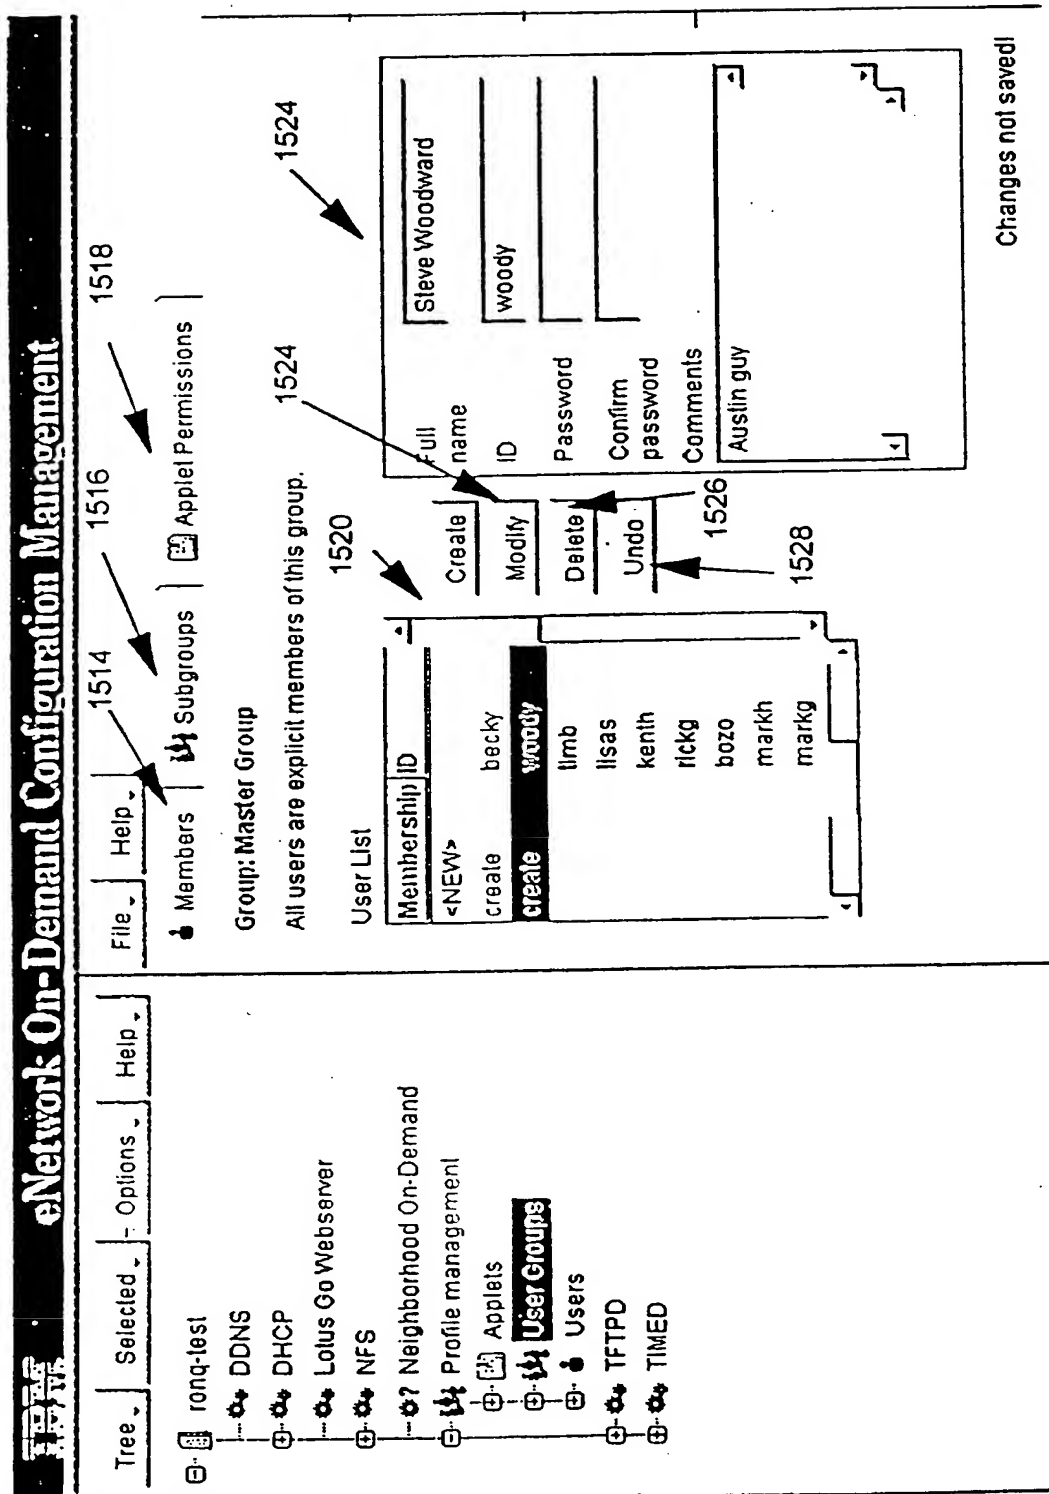 IBM
eNetwork On-Demand Configuration Management
Tree Selected Options Help
ronq-test
DDNS
DHCP
Lotus Go Webserver
NFS
? Neighborhood On-Demand
Profile management
Applets
User Groups
Users
TFTPD
TIMED
File Help
1514
1516
1518
Members Subgroups Applet Permissions
Group: Master Group
All users are explicit members of this group.
User List
1520
Membership ID
<NEW>
create becky
create woody
timb
lisas
kenth
rickg
bozo
markh
markg
1524
Create
Modify
Delete
Undo
1526
1528
1524
Full name Steve Woodward
ID woody
Password
Confirm password
Comments
Austin guy
Changes not saved!